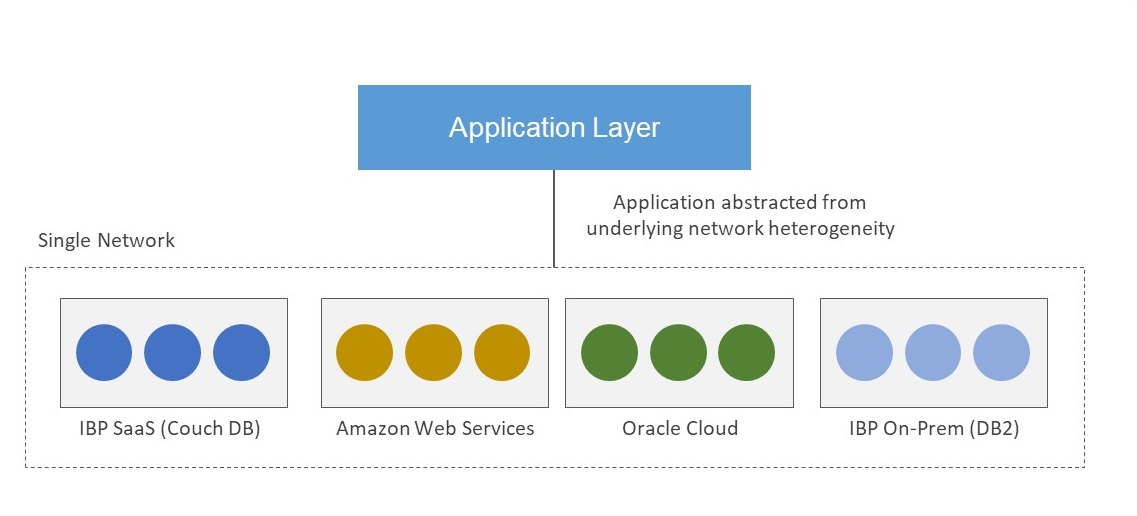 Application Layer
Application abstracted from
underlying network heterogeneity
Single Network
IBP SaaS (Couch DB)
Amazon Web Services
Oracle Cloud
IBP On-Prem (DB2)